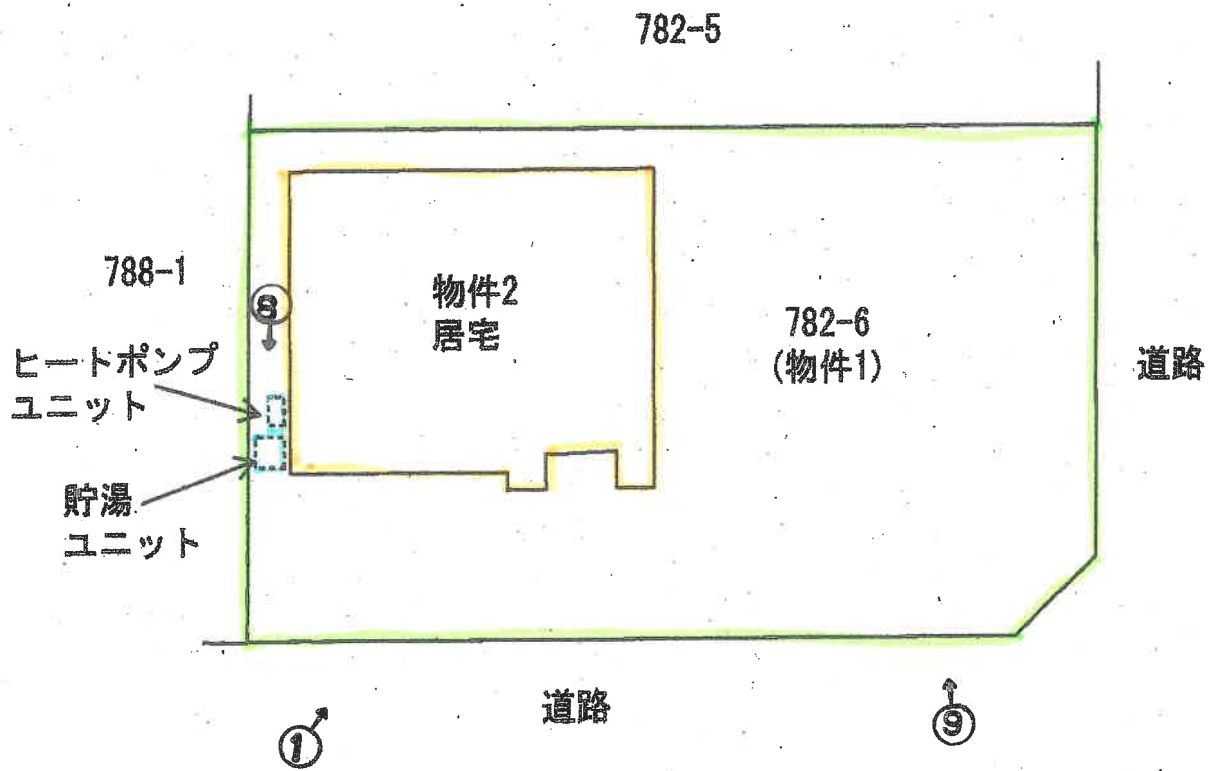 782-5
788-1
物件2
居宅
⑧
782-6
(物件1)
道路
ヒートポンプ
ユニット
貯湯
ユニット
道路
①
⑨